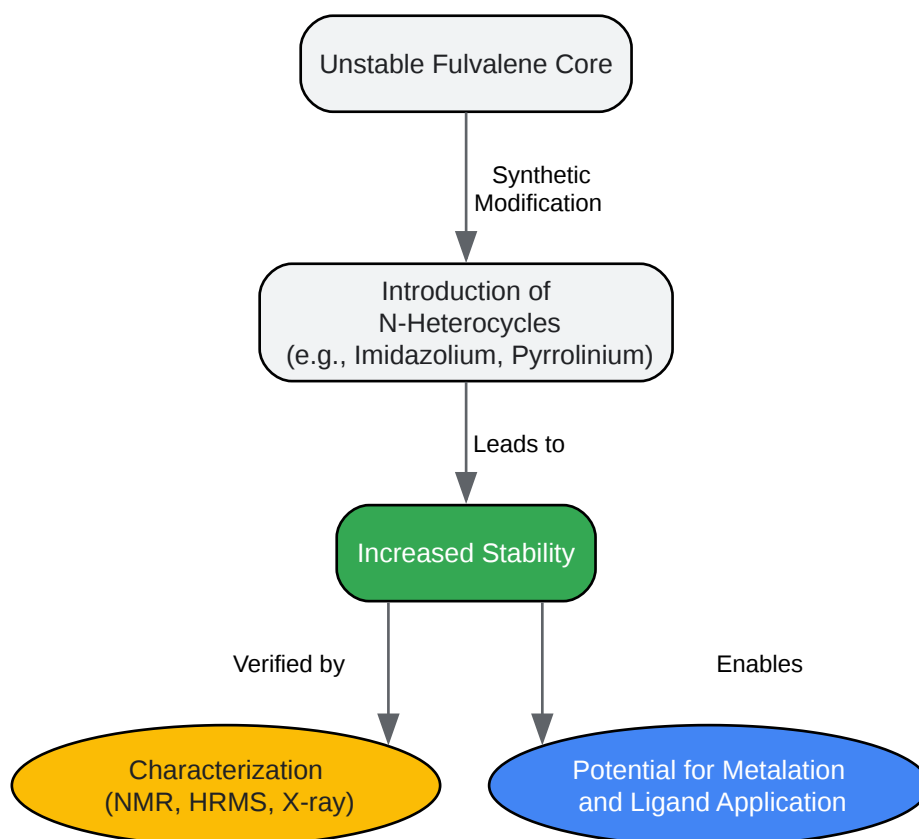 Unstable Fulvalene Core
Synthetic
Modification
Introduction of
N-Heterocycles
(e.g., Imidazolium, Pyrrolinium)
Leads to
Increased Stability
Verified by
Enables
Characterization
(NMR, HRMS, X-ray)
Potential for Metalation
and Ligand Application